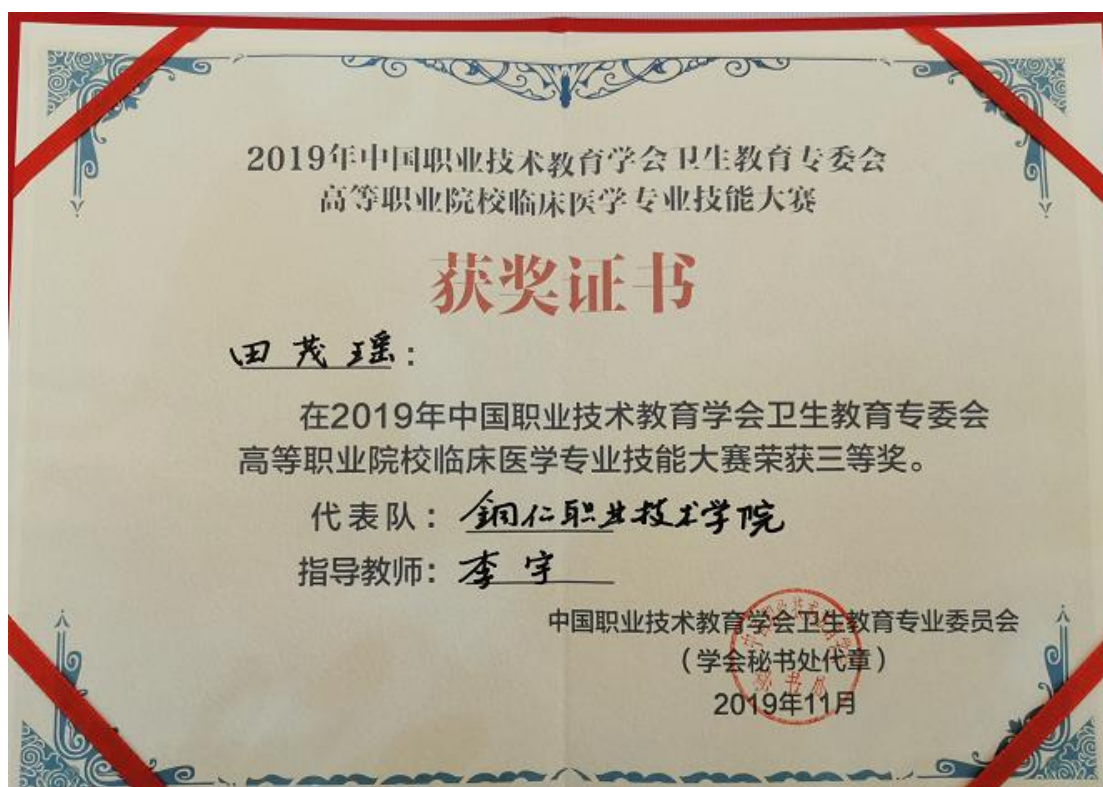 2019年中国职业技术教育学会卫生教育专委会
高等职业院校临床医学专业技能大赛
获奖证书
田茂瑶：
在2019年中国职业技术教育学会卫生教育专委会
高等职业院校临床医学专业技能大赛荣获三等奖。
代表队：銅仁职业技术学院
指导教师：李宇
中国职业技术教育学会卫生教育专业委员会
（学会秘书处代章）
2019年11月